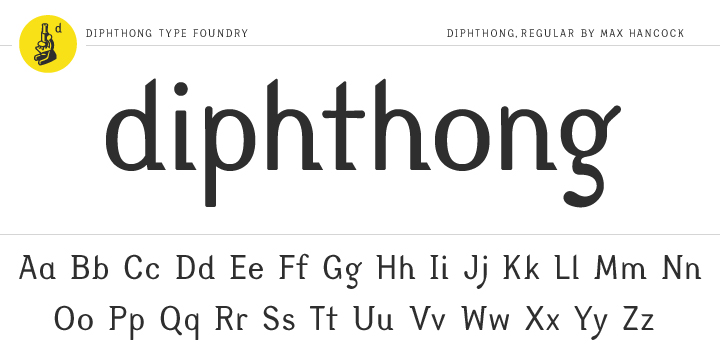 d
DIPHTHONG TYPE FOUNDRY
DIPHTHONG, REGULAR BY MAX HANCOCK
diphthong
Aa Bb Cc Dd Ee Ff Gg Hh Ii Jj Kk Ll Mm Nn
Oo Pp Qq Rr Ss Tt Uu Vv Ww Xx Yy Zz